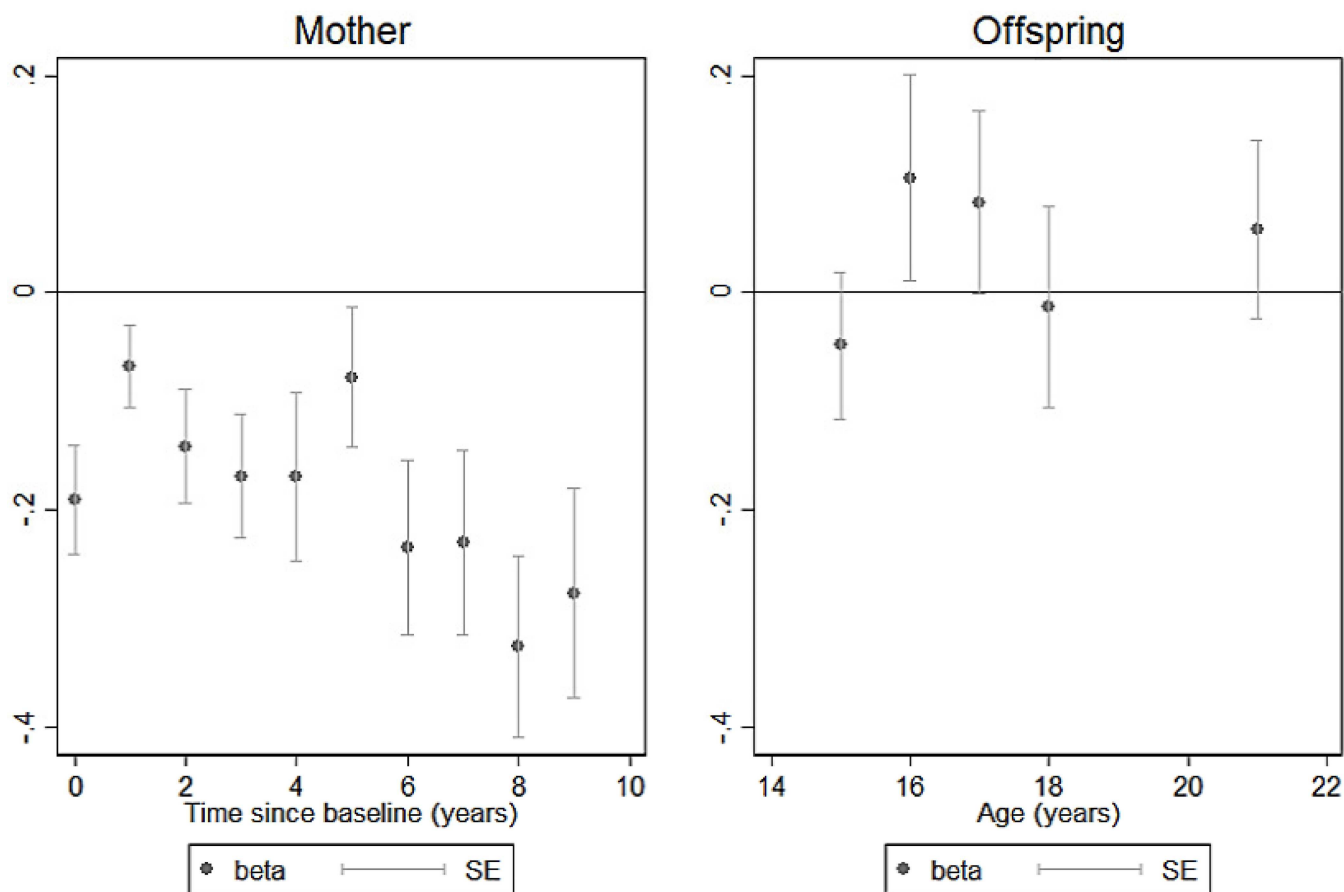 Mother
.2
0
-.2
-.4
0 2 4 6 8 10
Time since baseline (years)
beta SE
Offspring
.2
0
-.2
-.4
14 16 18 20 22
Age (years)
beta SE